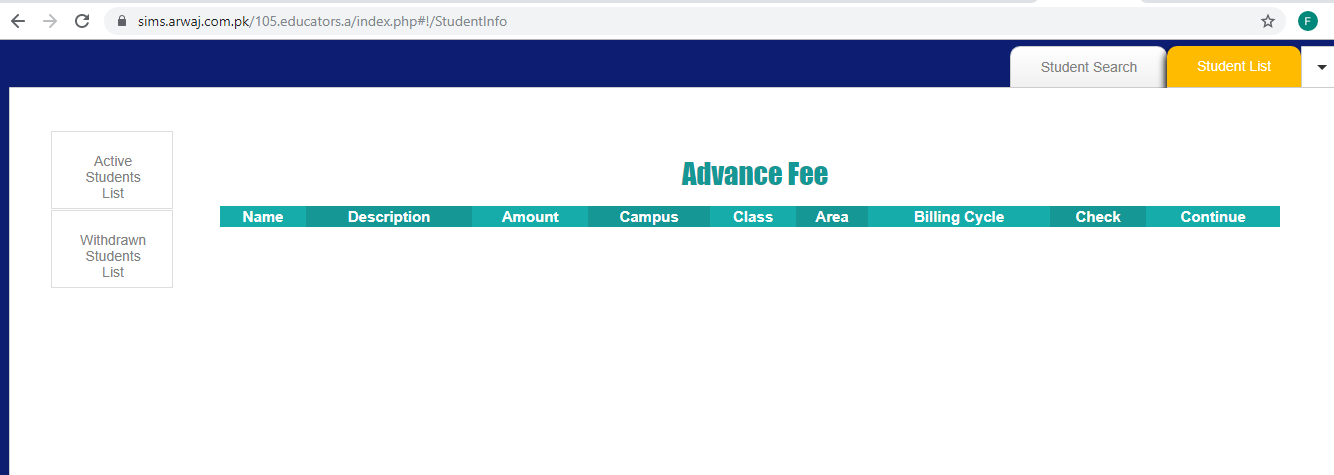 sims.arwaj.com.pk/105.educators.a/index.php#!/StudentInfo
F
Student Search
Student List
Active
Students
List
Withdrawn
Students
List
Advance Fee
Name Description Amount Campus Class Area Billing Cycle Check Continue